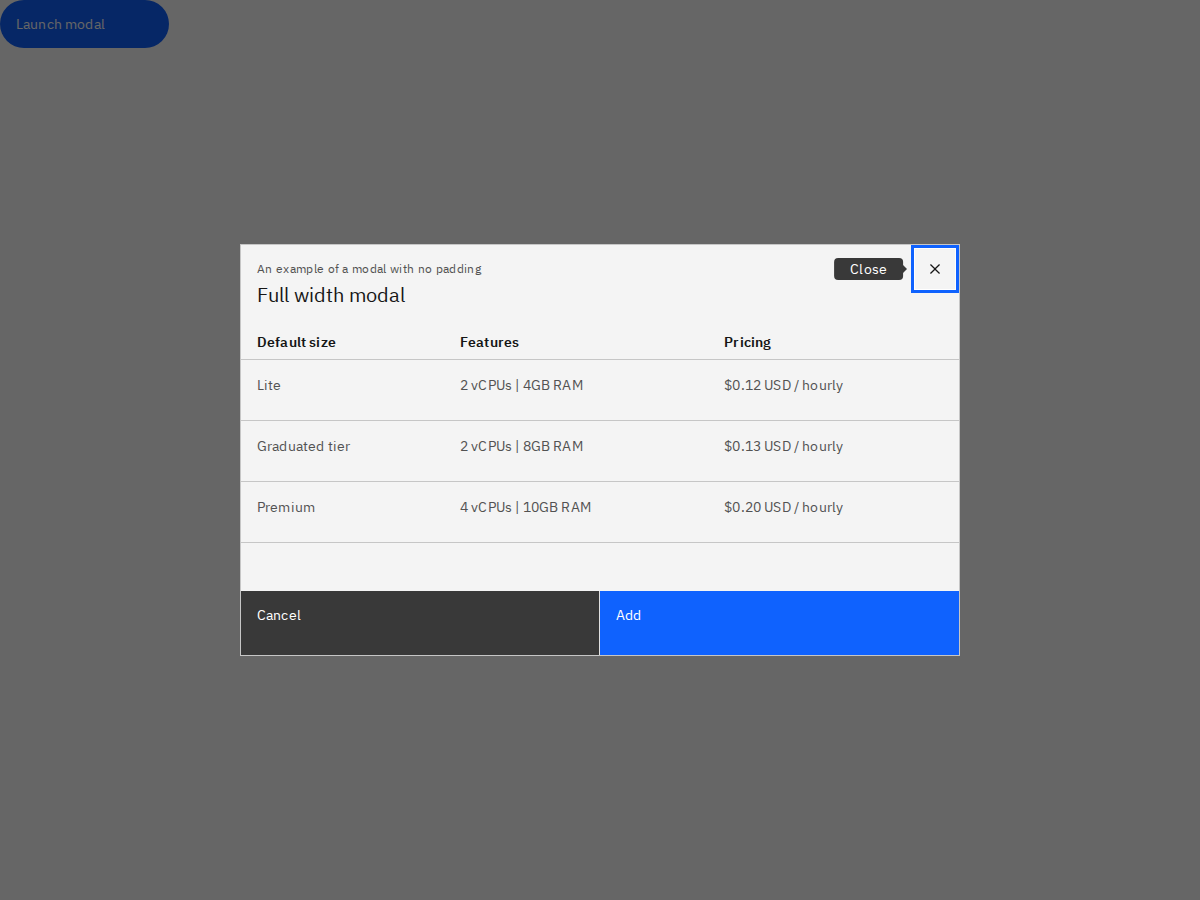 Launch modal
An example of a modal with no padding
Full width modal
Close
Default size Features Pricing
Lite 2 vCPUs | 4GB RAM $0.12 USD / hourly
Graduated tier 2 vCPUs | 8GB RAM $0.13 USD / hourly
Premium 4 vCPUs | 10GB RAM $0.20 USD / hourly
Cancel Add